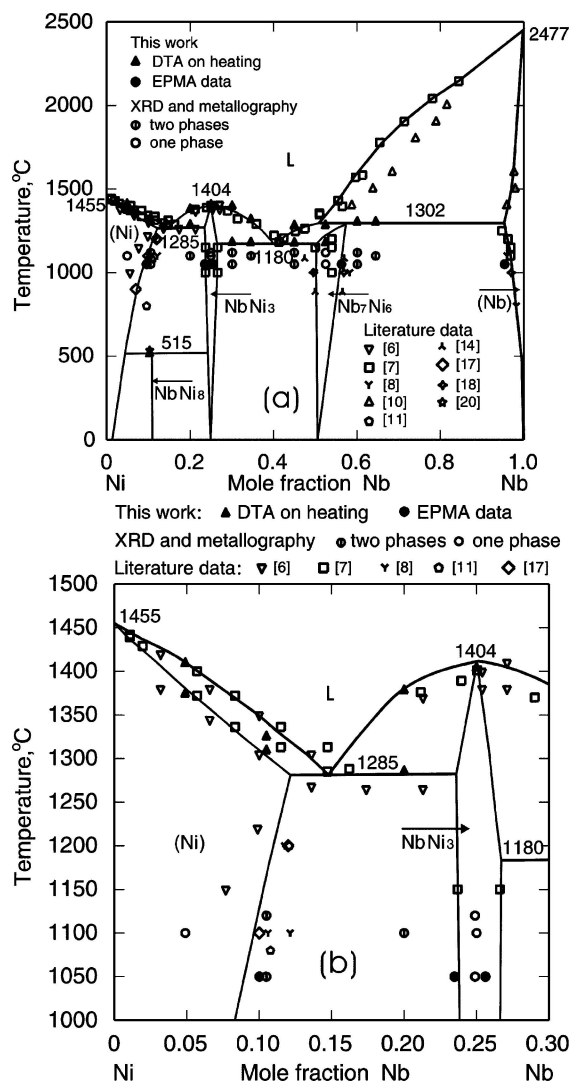 This work
DTA on heating
EPMA data
XRD and metallography
two phases
one phase
2477
L
1455
1404
(Ni)
1285
1180
1302
NbNi3
Nb7Ni6
(Nb)
515
NbNi8
(a)
Literature data
[6] [14]
[7] [17]
[8] [18]
[10] [20]
[11]
2500
2000
1500
1000
500
0
Temperature,°C
0 0.2 0.4 0.6 0.8 1.0
Ni Mole fraction Nb Nb
This work: DTA on heating EPMA data
XRD and metallography two phases one phase
Literature data: [6] [7] [8] [11] [17]
1455
1404
L
1285
(Ni)
NbNi3
1180
(b)
1500
1450
1400
1350
1300
1250
1200
1150
1100
1050
1000
Temperature,°C
0 0.05 0.10 0.15 0.20 0.25 0.30
Ni Mole fraction Nb Nb